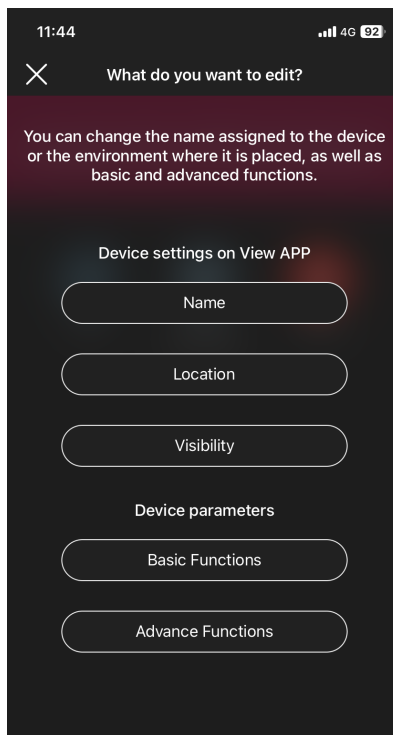 11:44
4G 92
What do you want to edit?
You can change the name assigned to the device
or the environment where it is placed, as well as
basic and advanced functions.
Device settings on View APP
Name
Location
Visibility
Device parameters
Basic Functions
Advance Functions